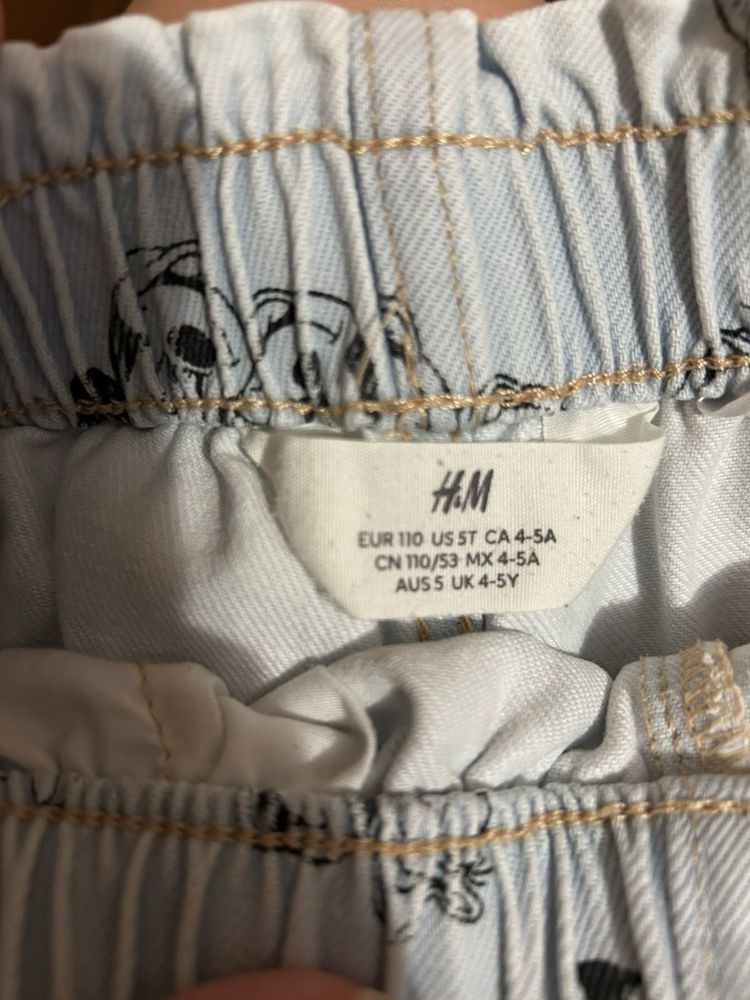 H&M
EUR 110 US 5T CA 4-5A
CN 110/53 MX 4-5A
AUS 5 UK 4-5Y